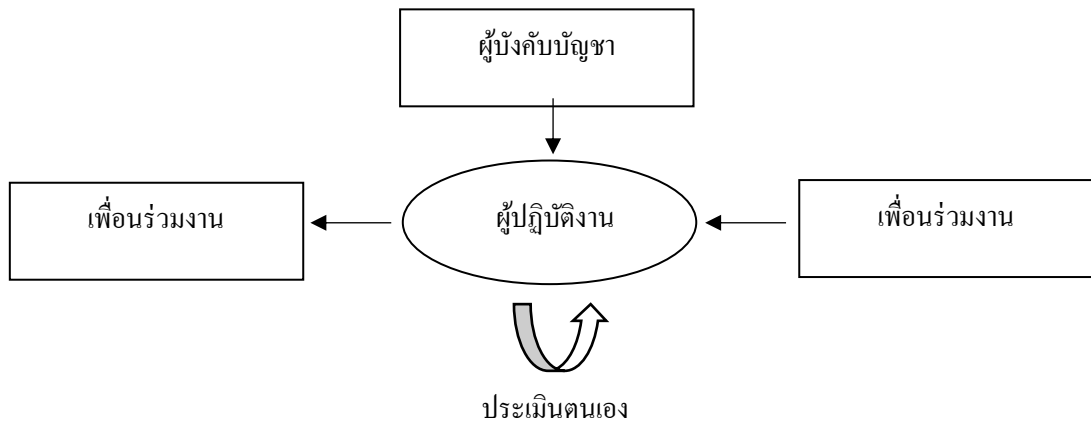 ผู้บังคับบัญชา
เพื่อนร่วมงาน
ผู้ปฏิบัติงาน
เพื่อนร่วมงาน
ประเมินตนเอง